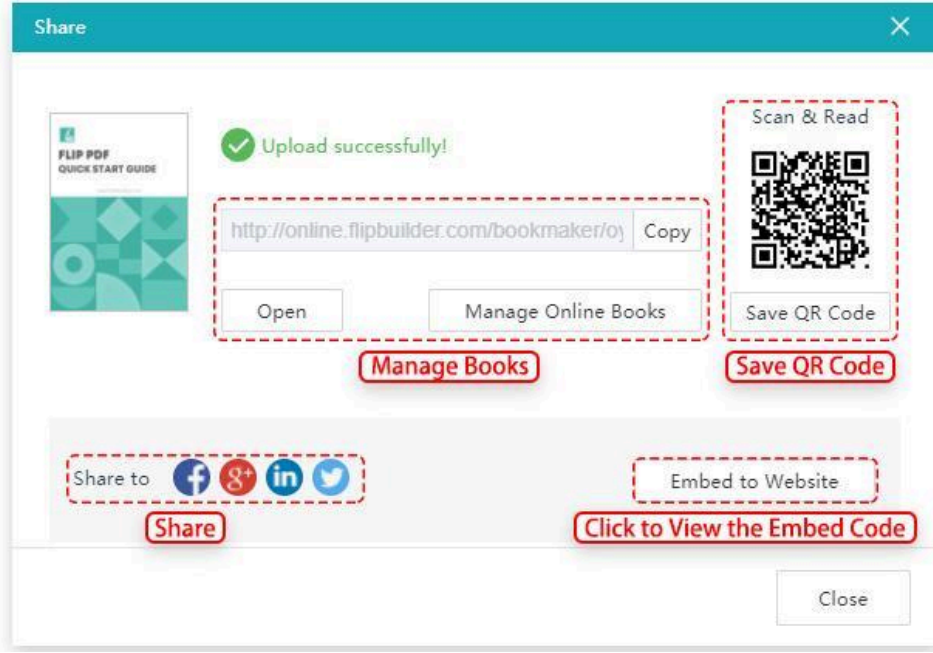 Share
FLIP PDF
QUICK START GUIDE
Upload successfully!
http://online.flipbuilder.com/bookmaker/oy
Copy
Open
Manage Online Books
Manage Books
Scan & Read
Save QR Code
Save QR Code
Share to
Share
Embed to Website
Click to View the Embed Code
Close